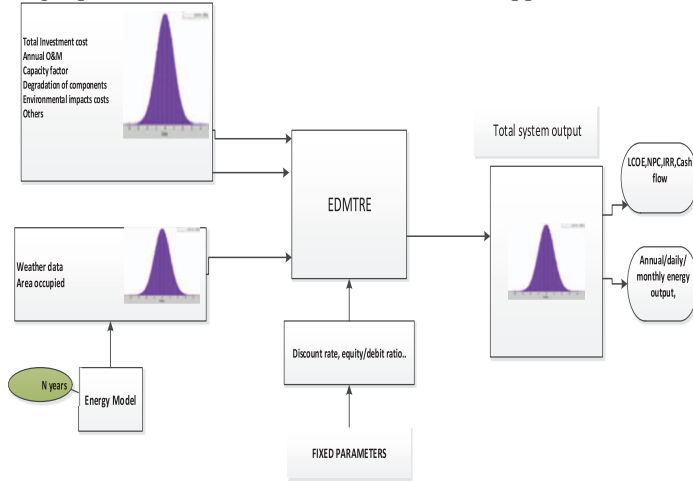 Total Investment cost
Annual O&M
Capacity factor
Degradation of components
Environmental impacts costs
Others
Weather data
Area occupied
N years
Energy Model
EDMTRE
Discount rate, equity/debit ratio..
FIXED PARAMETERS
Total system output
LCOE,NPC,IRR,Cash
flow
Annual/daily/
monthly energy
output,